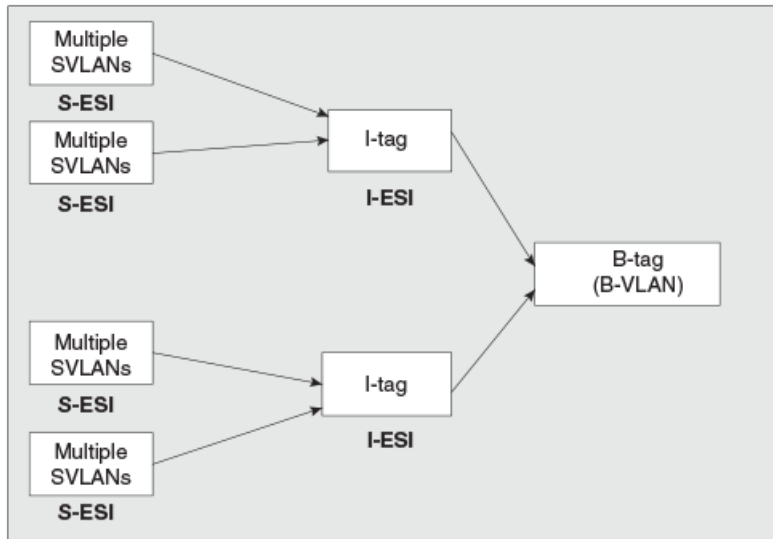 Multiple
SVLANs
S-ESI
Multiple
SVLANs
S-ESI
I-tag
I-ESI
B-tag
(B-VLAN)
Multiple
SVLANs
S-ESI
Multiple
SVLANs
S-ESI
I-tag
I-ESI